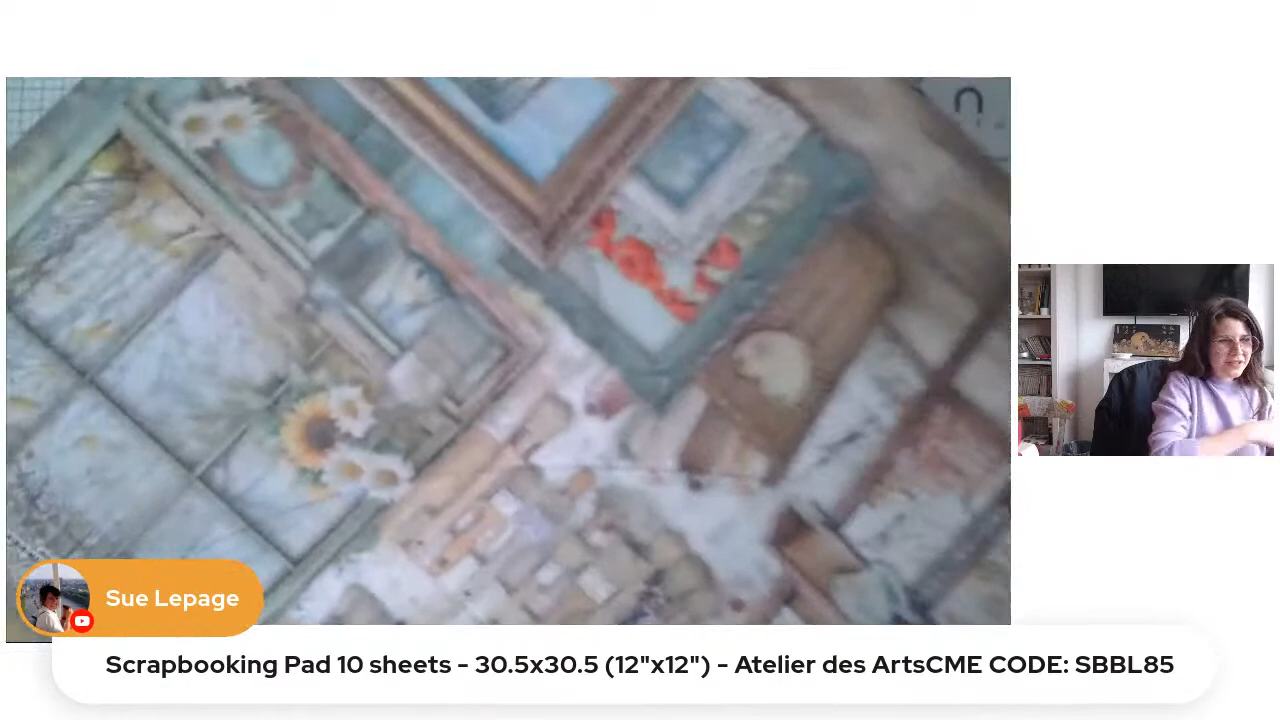 Sue Lepage
Scrapbooking Pad 10 sheets - 30.5x30.5 (12"x12") - Atelier des ArtsCME CODE: SBBL85